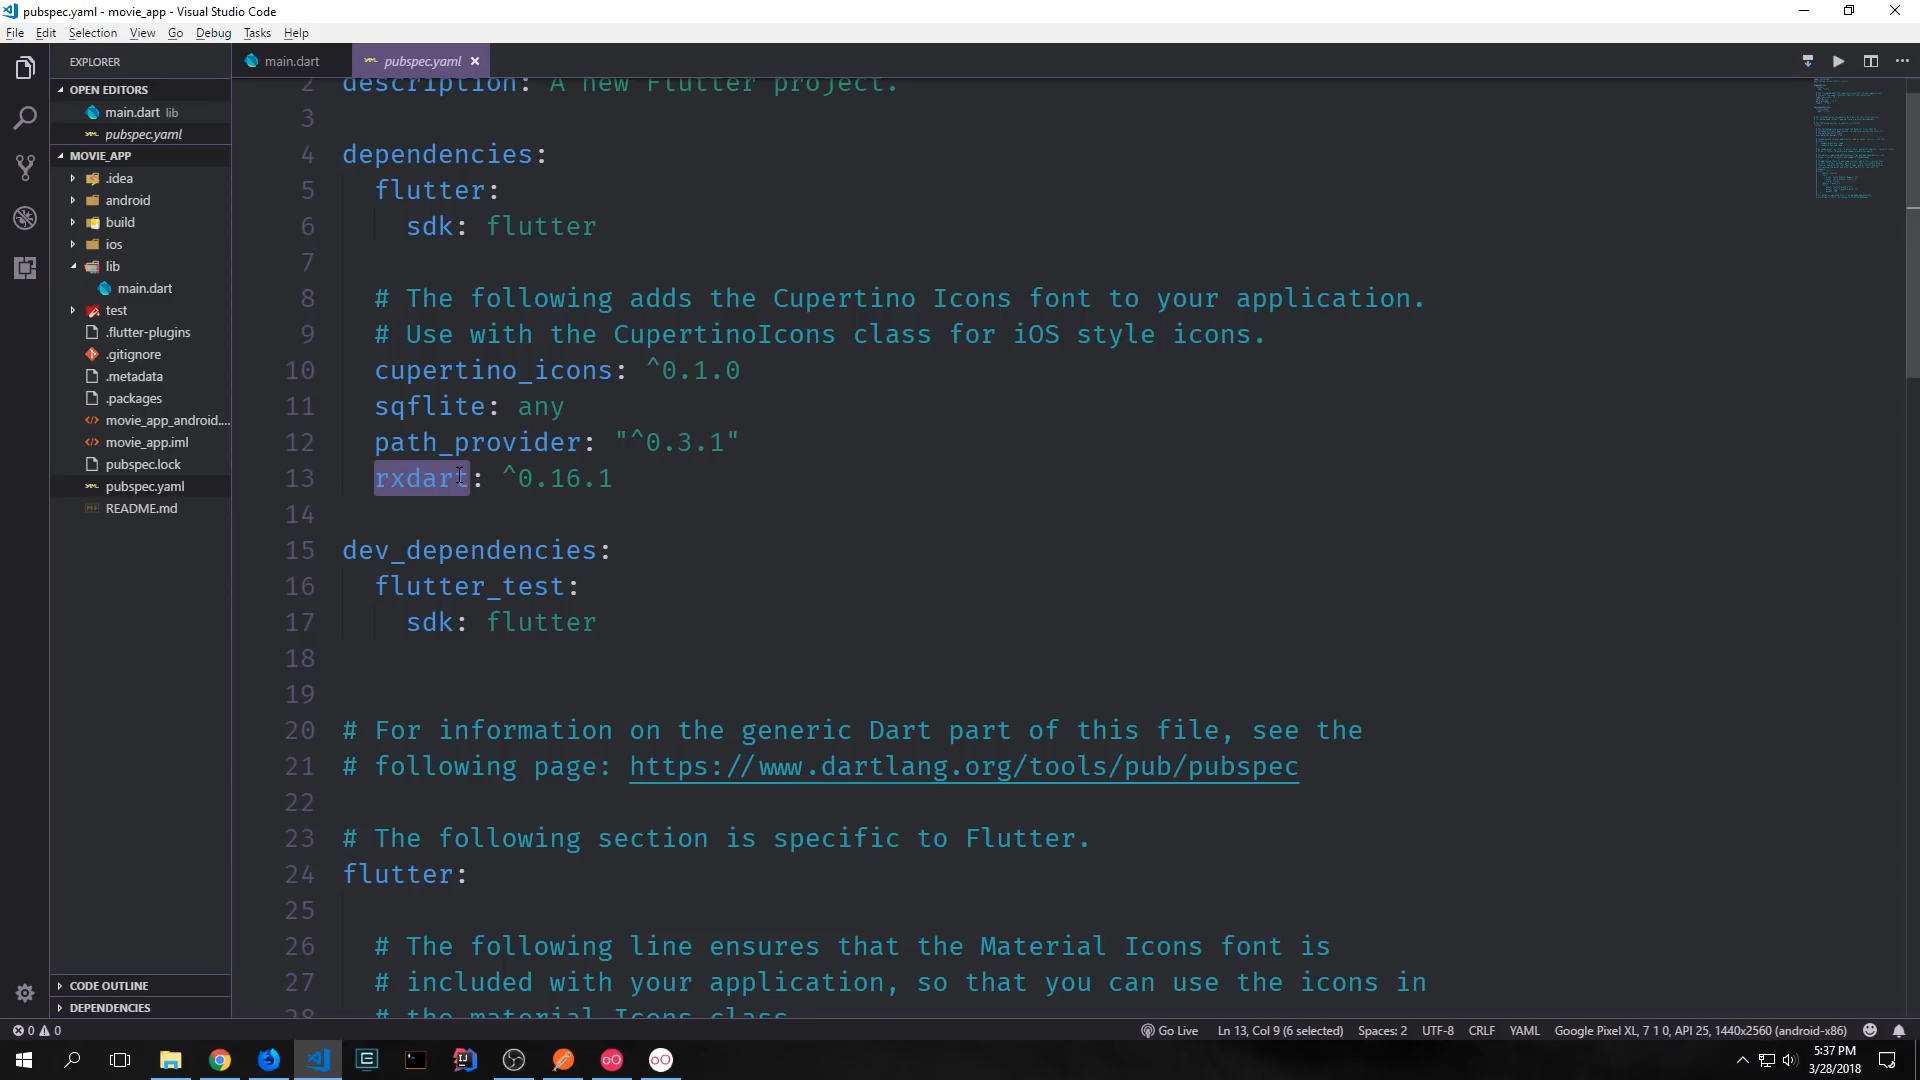 pubspec.yaml - movie_app - Visual Studio Code
File Edit Selection View Go Debug Tasks Help
EXPLORER
OPEN EDITORS
main.dart lib
pubspec.yaml
MOVIE_APP
.idea
android
build
ios
lib
main.dart
test
.flutter-plugins
.gitignore
.metadata
.packages
movie_app_android....
movie_app.iml
pubspec.lock
pubspec.yaml
README.md
CODE OUTLINE
DEPENDENCIES
main.dart pubspec.yaml
2 description: A new Flutter project.
3
4 dependencies:
5 flutter:
6 sdk: flutter
7
8 # The following adds the Cupertino Icons font to your application.
9 # Use with the CupertinoIcons class for iOS style icons.
10 cupertino_icons: ^0.1.0
11 sqflite: any
12 path_provider: "^0.3.1"
13 rxdart: ^0.16.1
14
15 dev_dependencies:
16 flutter_test:
17 sdk: flutter
18
19
20 # For information on the generic Dart part of this file, see the
21 # following page: https://www.dartlang.org/tools/pub/pubspec
22
23 # The following section is specific to Flutter.
24 flutter:
25
26 # The following line ensures that the Material Icons font is
27 # included with your application, so that you can use the icons in
28 # the material Icons class
0 0 Go Live Ln 13, Col 9 (6 selected) Spaces: 2 UTF-8 CRLF YAML Google Pixel XL, 7 1 0, API 25, 1440x2560 (android-x86)
5:37 PM
3/28/2018